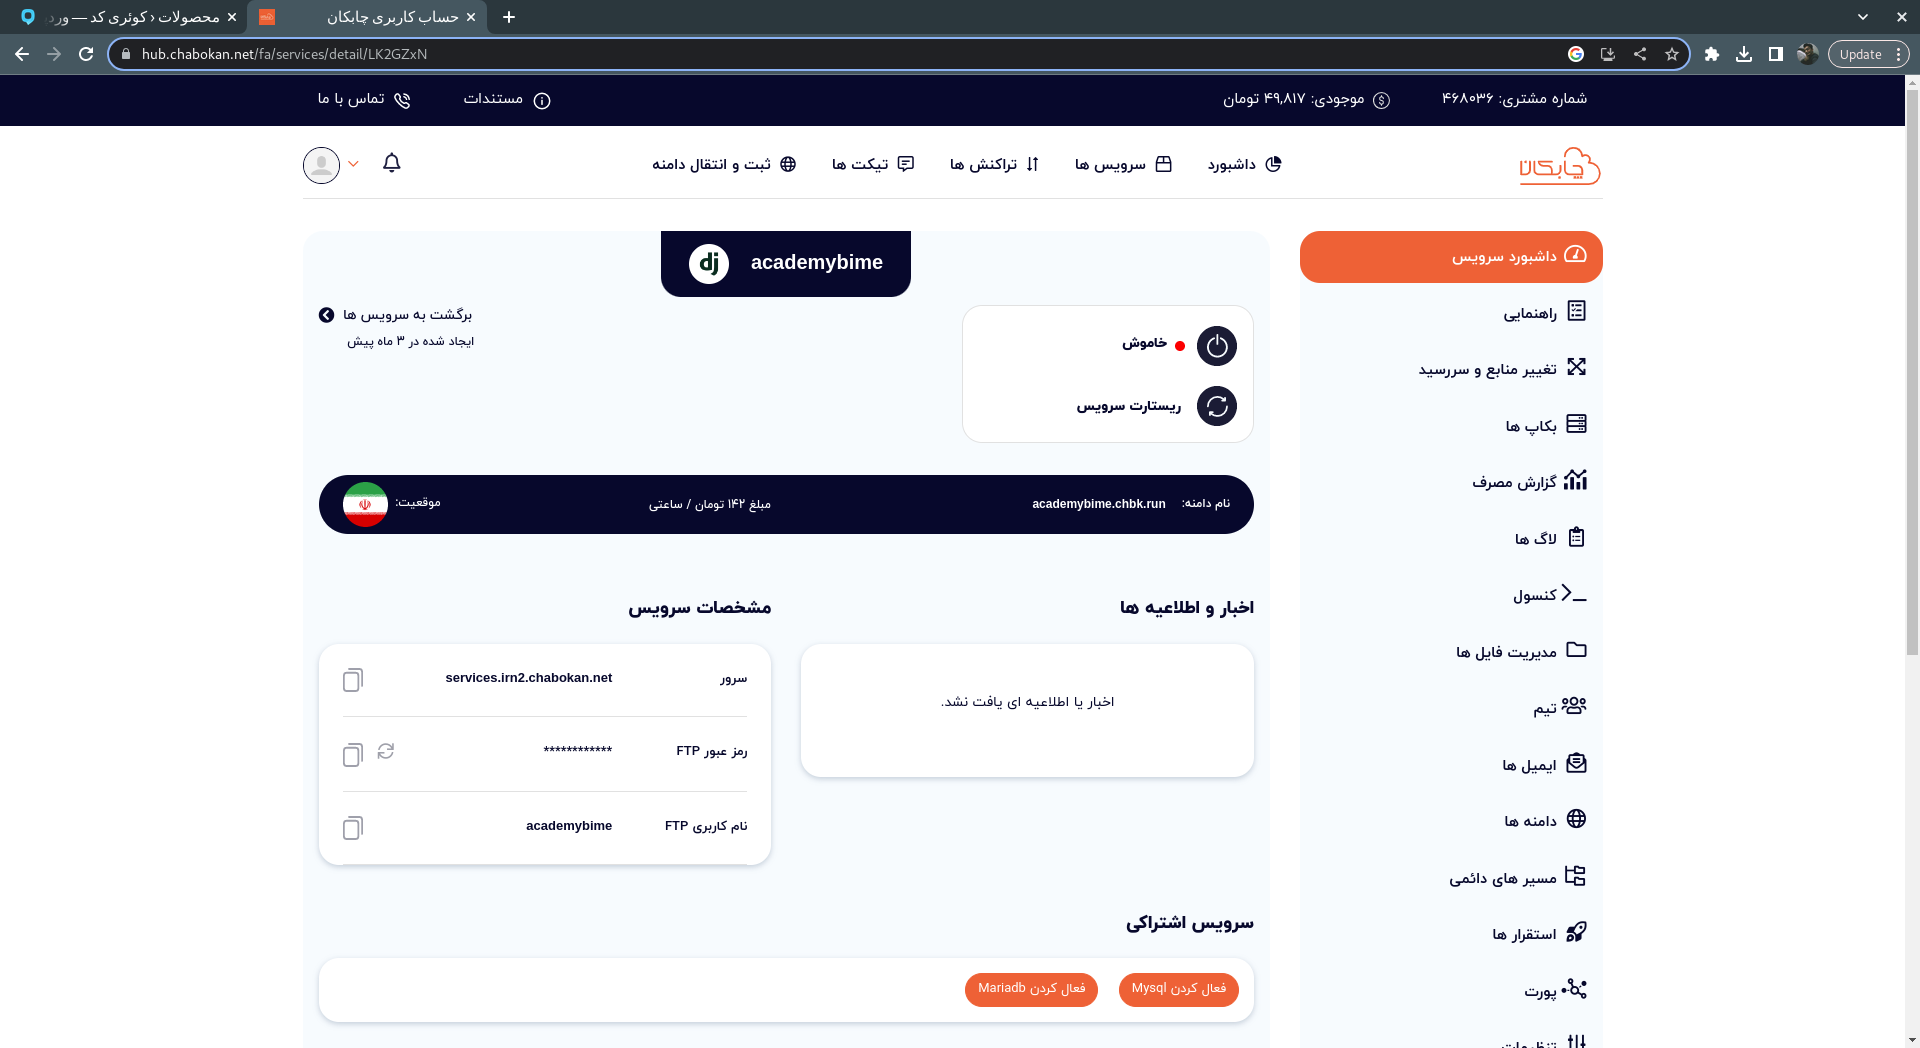 محصولات ‹ کوئری کد — ورد
حساب کاربری چابکان
hub.chabokan.net/fa/services/detail/LK2GZxN
Update
شماره مشتری: ۴۶۸۰۳۶
موجودی: ۴۹,۸۱۷ تومان
مستندات
تماس با ما
چابکان
داشبورد
سرویس ها
تراکنش ها
تیکت ها
ثبت و انتقال دامنه
داشبورد سرویس
راهنمایی
تغییر منابع و سررسید
بکاپ ها
گزارش مصرف
لاگ ها
کنسول
مدیریت فایل ها
تیم
ایمیل ها
دامنه ها
مسیر های دائمی
استقرار ها
پورت
تنظیمات
dj academybime
برگشت به سرویس ها
ایجاد شده در ۳ ماه پیش
خاموش
ریستارت سرویس
نام دامنه: academybime.chbk.run
مبلغ ۱۴۲ تومان / ساعتی
موقعیت:
اخبار و اطلاعیه ها
اخبار یا اطلاعیه ای یافت نشد.
مشخصات سرویس
سرور services.irn2.chabokan.net
رمز عبور FTP ************
نام کاربری FTP academybime
سرویس اشتراکی
فعال کردن Mysql
فعال کردن Mariadb